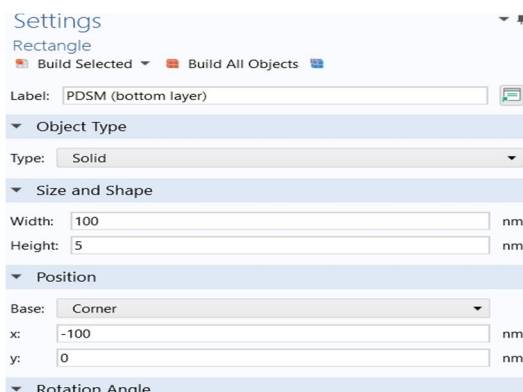 Settings
Rectangle
Build Selected Build All Objects
Label: PDSM (bottom layer)
Object Type
Type: Solid
Size and Shape
Width: 100 nm
Height: 5 nm
Position
Base: Corner
x: -100 nm
y: 0 nm
Rotation Angle